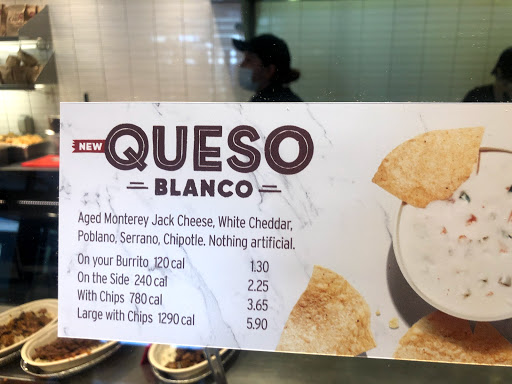 NEW QUESO
BLANCO
Aged Monterey Jack Cheese, White Cheddar,
Poblano, Serrano, Chipotle. Nothing artificial.
On your Burrito 120 cal 1.30
On the Side 240 cal 2.25
With Chips 780 cal 3.65
Large with Chips 1290 cal 5.90